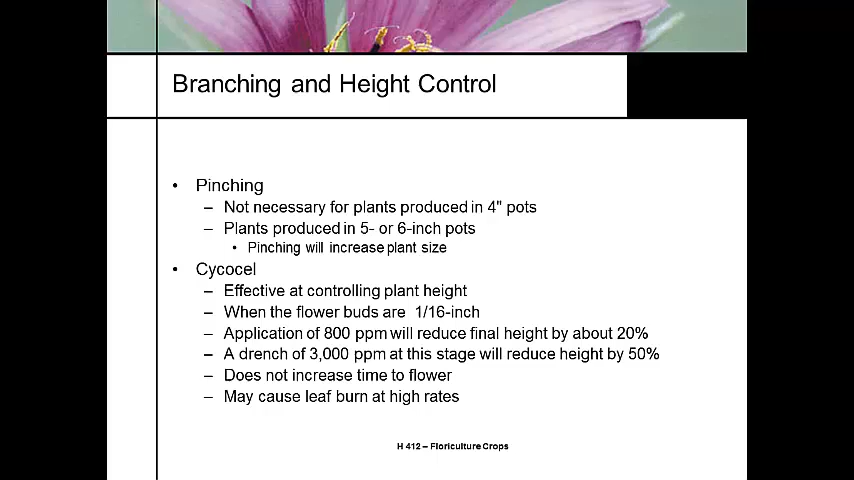 Branching and Height Control
• Pinching
– Not necessary for plants produced in 4" pots
– Plants produced in 5- or 6-inch pots
• Pinching will increase plant size
• Cycocel
– Effective at controlling plant height
– When the flower buds are 1/16-inch
– Application of 800 ppm will reduce final height by about 20%
– A drench of 3,000 ppm at this stage will reduce height by 50%
– Does not increase time to flower
– May cause leaf burn at high rates
H 412 – Floriculture Crops